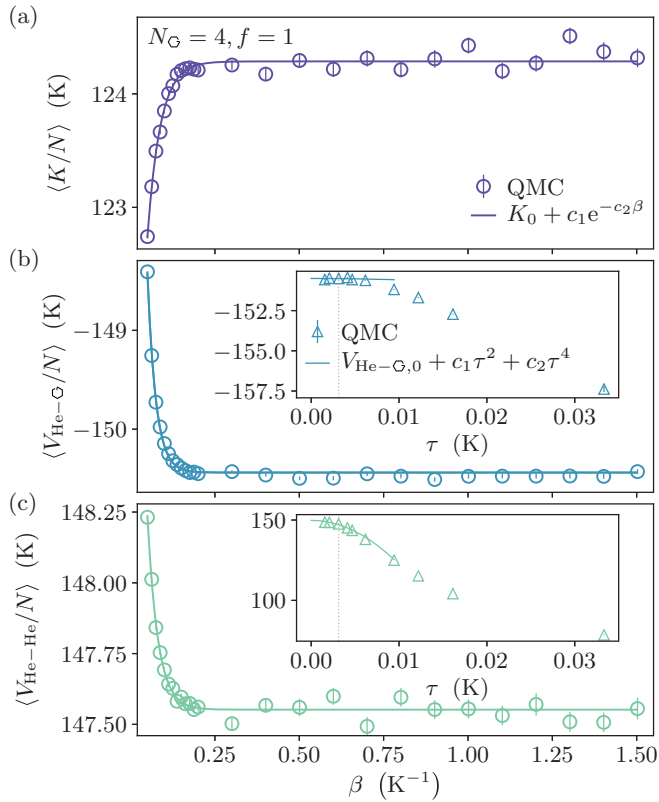 (a)
N⎔ = 4, f = 1
124
123
⟨K/N⟩ (K)
QMC
K₀ + c₁e^{−c₂β}
(b)
−149
−150
⟨V_{He−⎔}/N⟩ (K)
−152.5
−155.0
−157.5
QMC
V_{He−⎔,0} + c₁τ² + c₂τ⁴
0.00 0.01 0.02 0.03
τ (K)
(c)
148.25
148.00
147.75
147.50
⟨V_{He−He}/N⟩ (K)
150
100
0.00 0.01 0.02 0.03
τ (K)
0.25 0.50 0.75 1.00 1.25 1.50
β (K⁻¹)